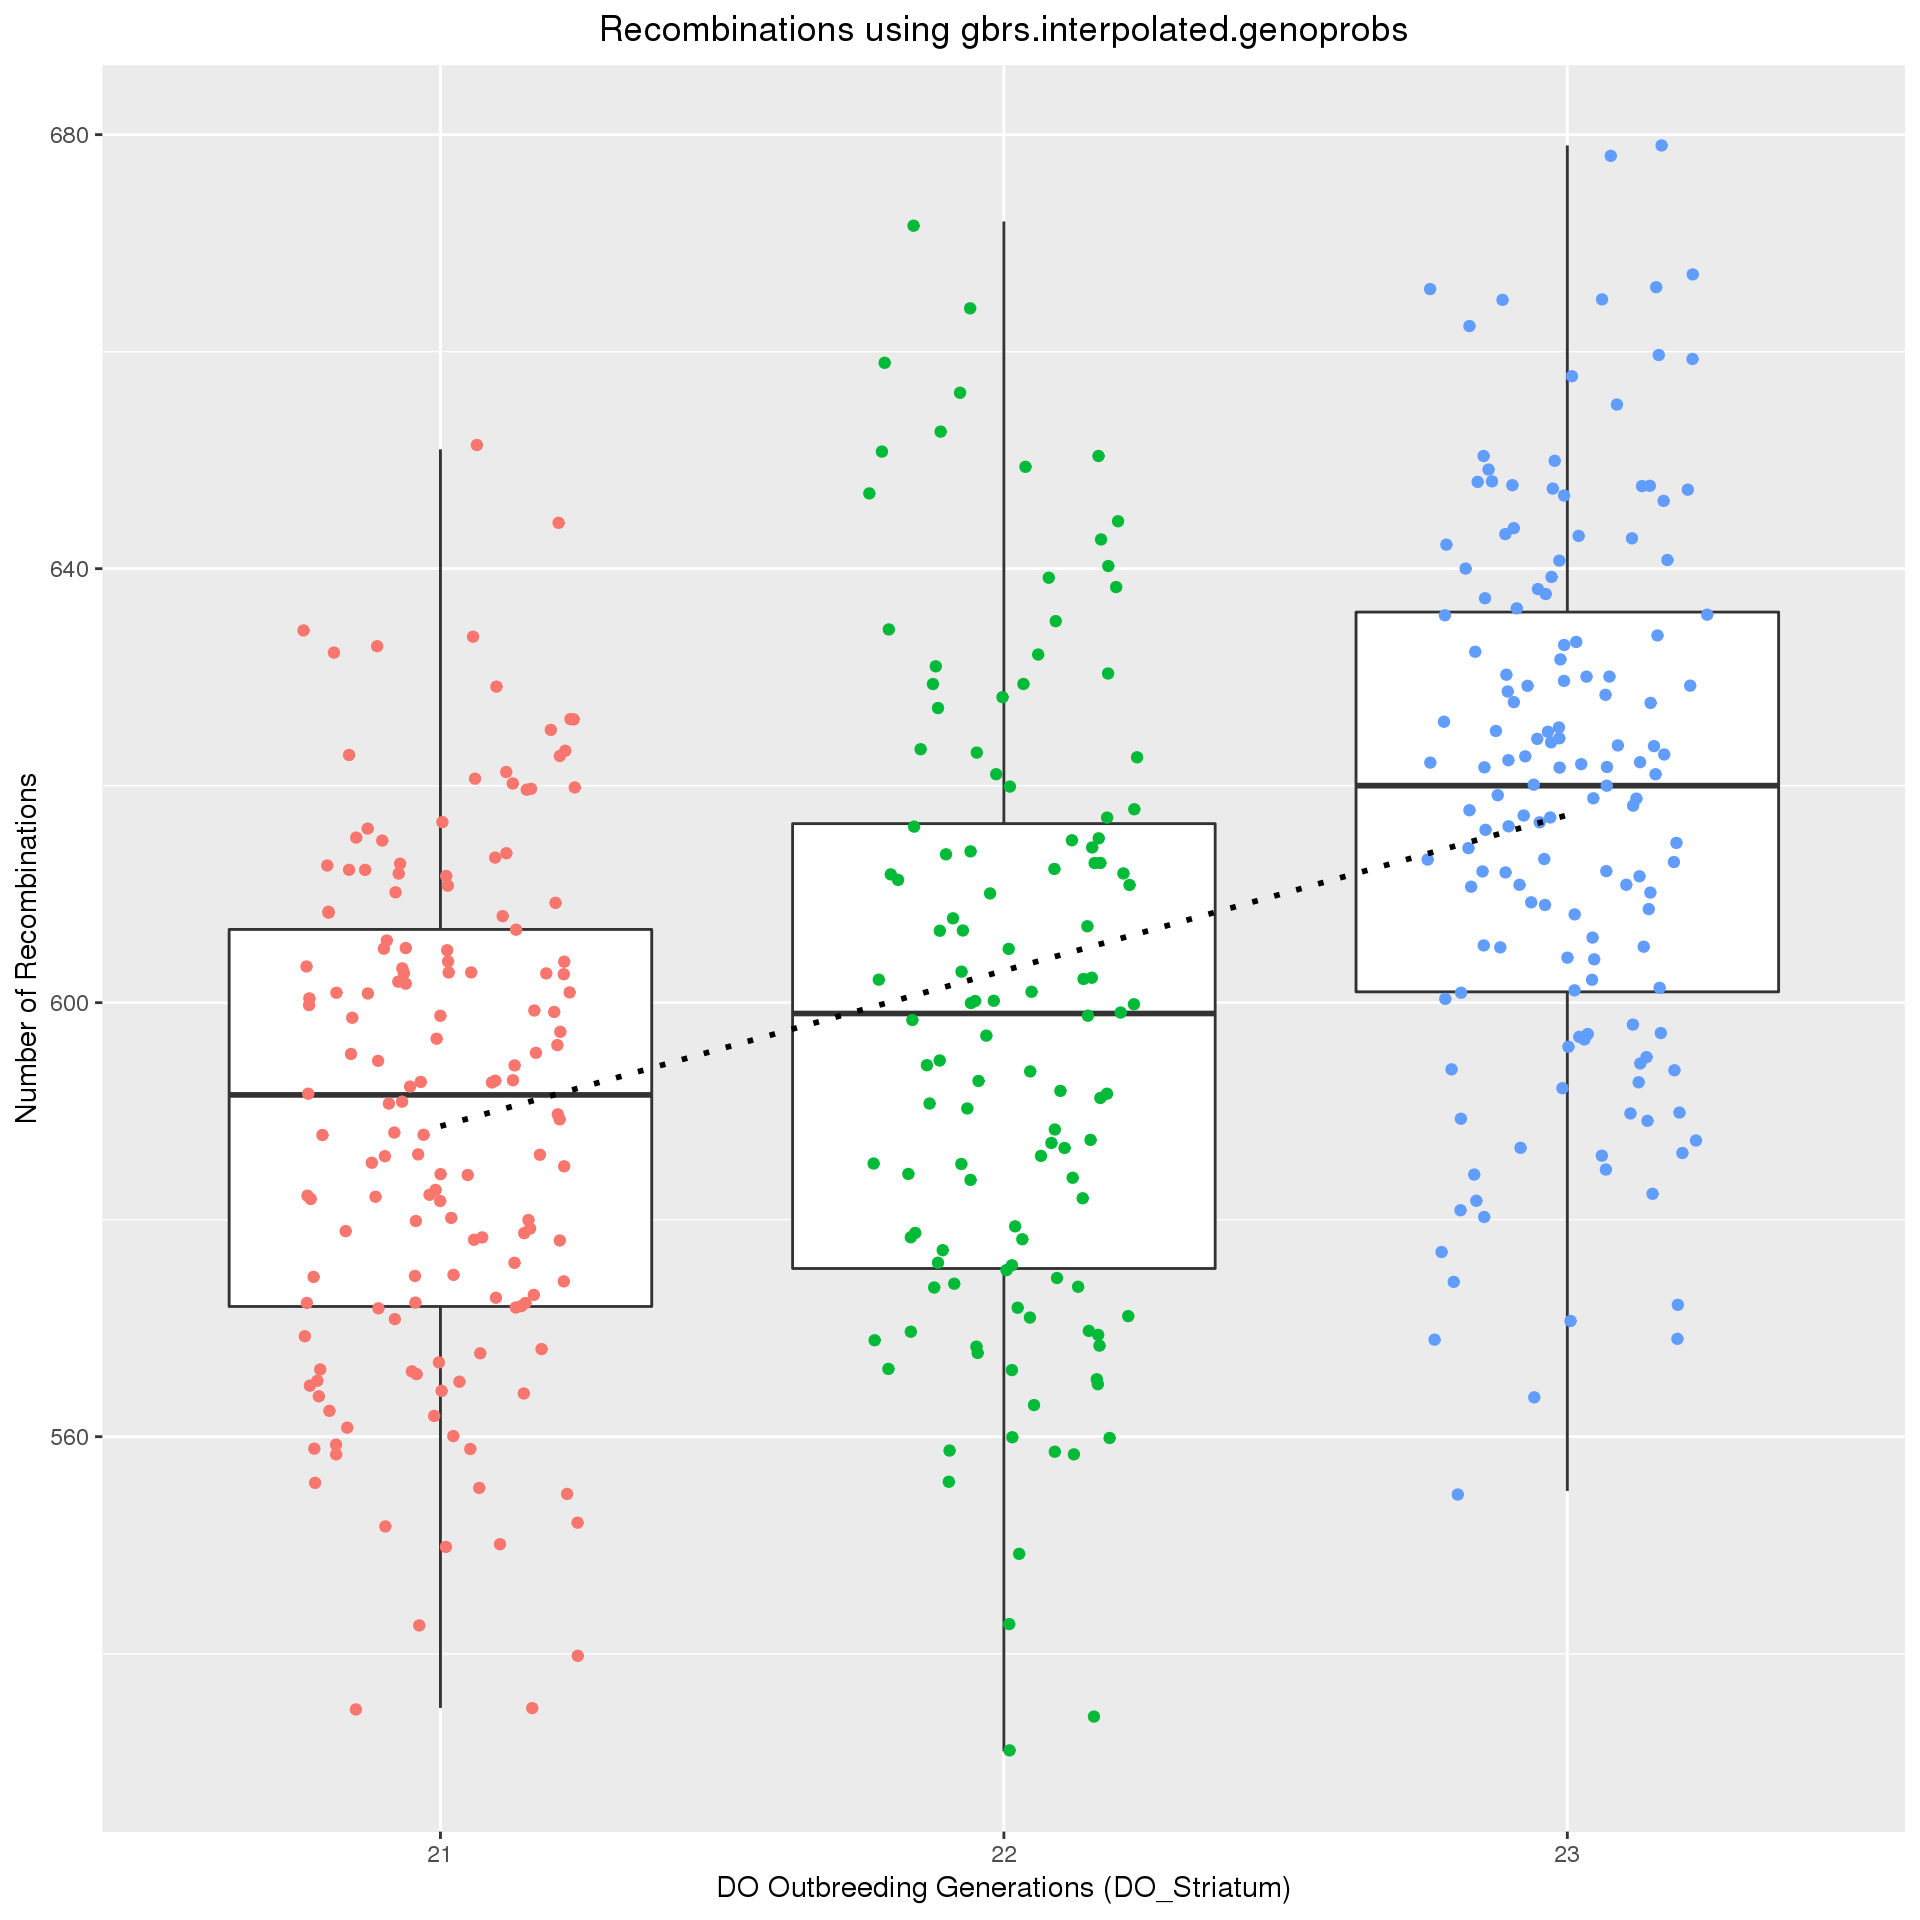 Recombinations using gbrs.interpolated.genoprobs
Number of Recombinations
680
640
600
560
21
22
23
DO Outbreeding Generations (DO_Striatum)